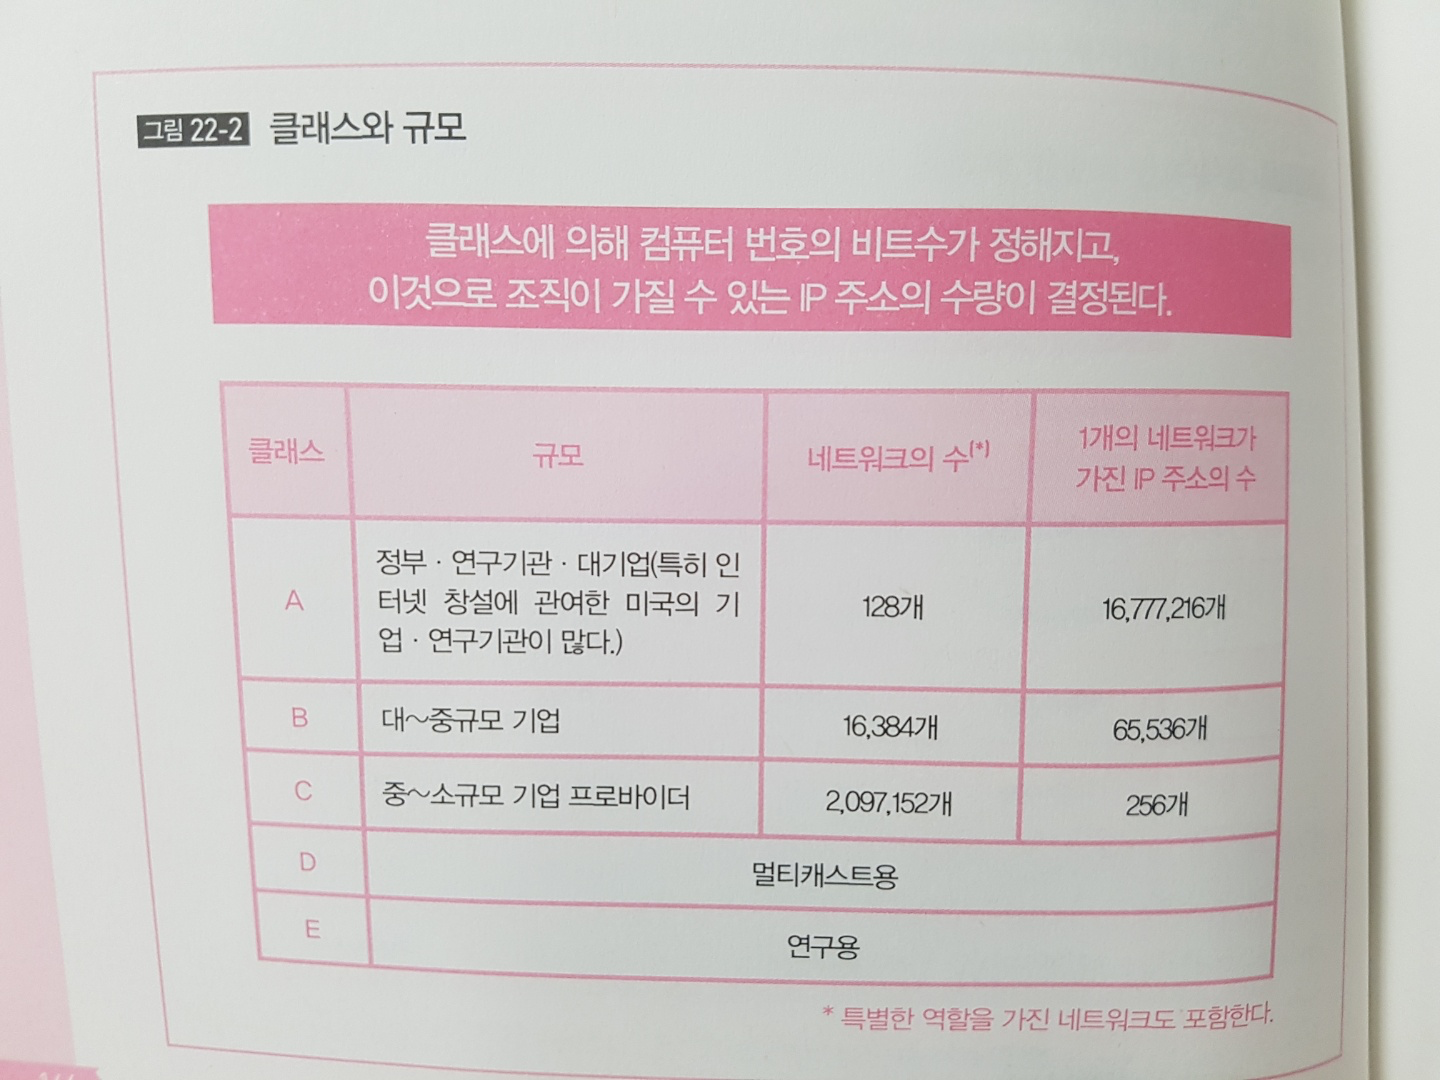 그림 22-2 클래스와 규모
클래스에 의해 컴퓨터 번호의 비트수가 정해지고,
이것으로 조직이 가질 수 있는 IP 주소의 수량이 결정된다.
클래스
규모
네트워크의 수(*)
1개의 네트워크가
가진 IP 주소의 수
A
정부 · 연구기관 · 대기업(특히 인
터넷 창설에 관여한 미국의 기
업 · 연구기관이 많다.)
128개
16,777,216개
B
대~중규모 기업
16,384개
65,536개
C
중~소규모 기업 프로바이더
2,097,152개
256개
D
멀티캐스트용
E
연구용
* 특별한 역할을 가진 네트워크도 포함한다.